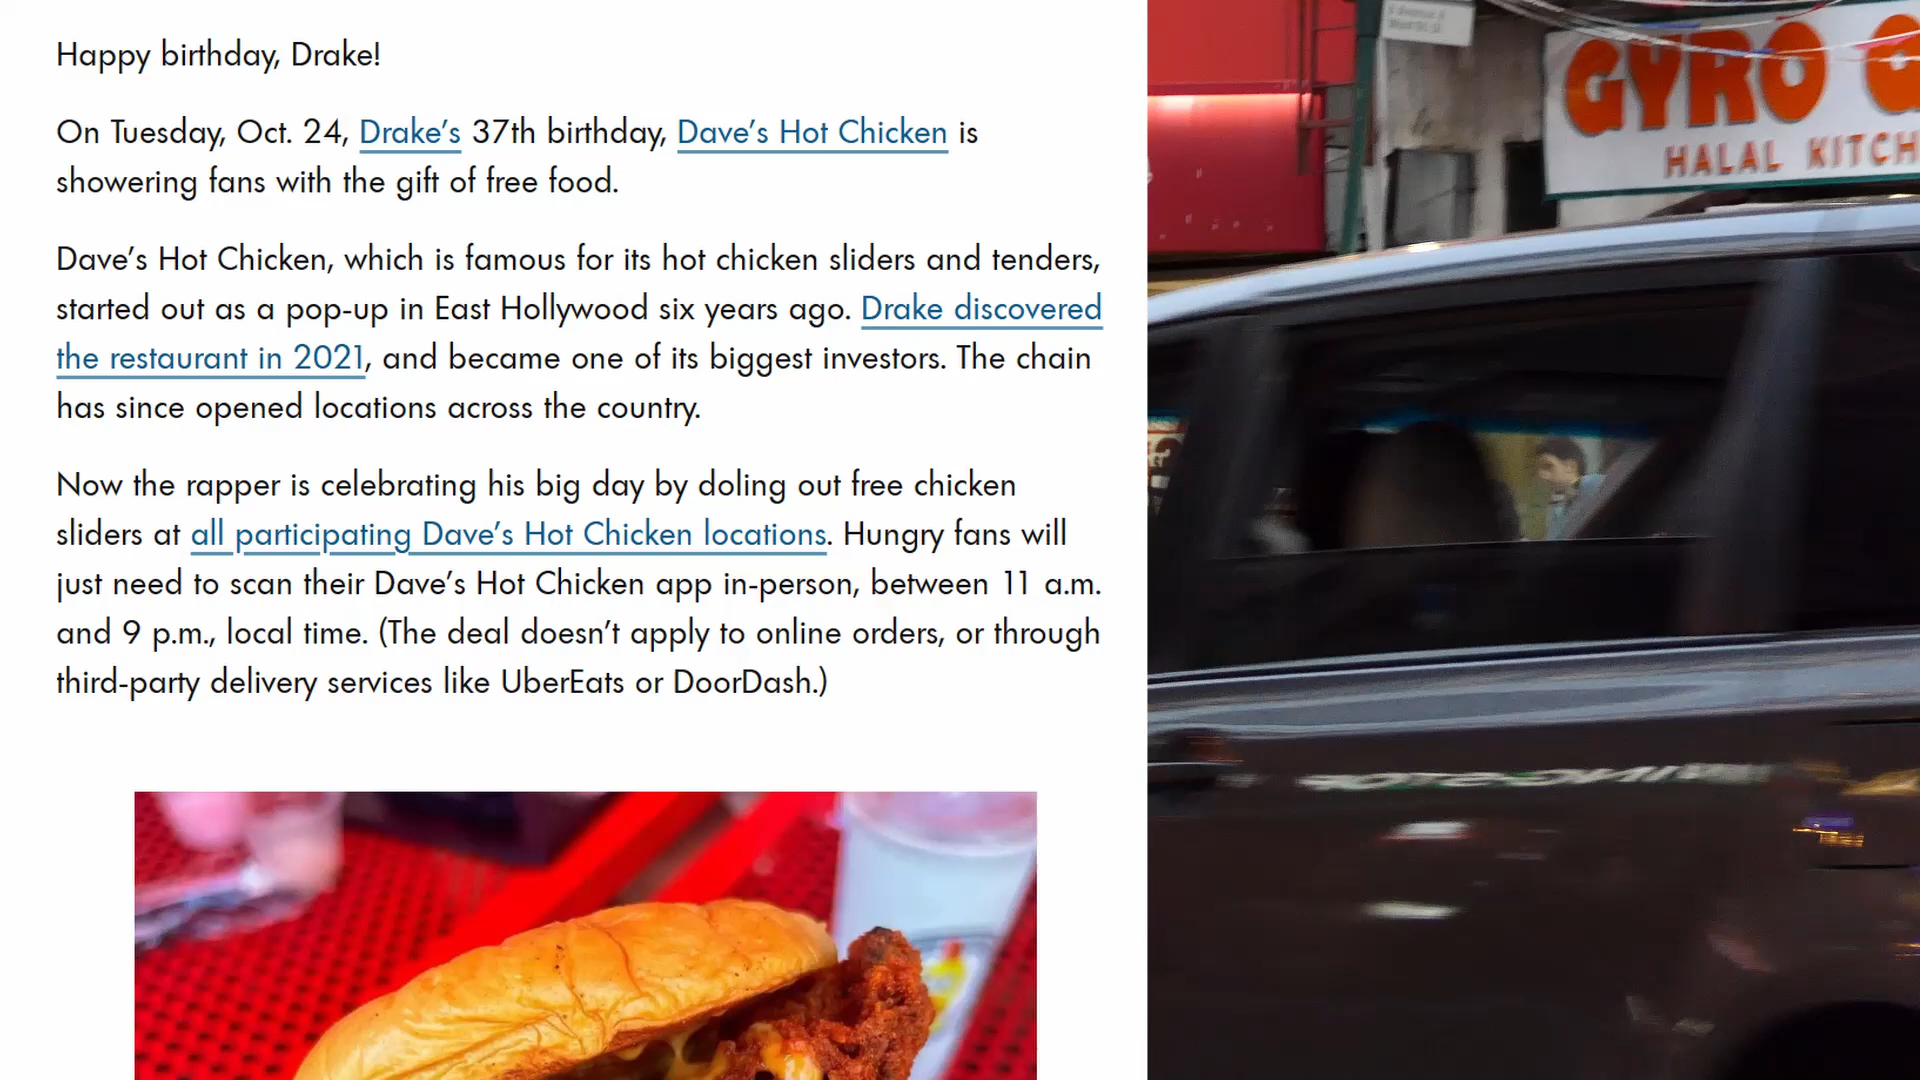 Happy birthday, Drake!
On Tuesday, Oct. 24, Drake’s 37th birthday, Dave’s Hot Chicken is
showering fans with the gift of free food.
Dave’s Hot Chicken, which is famous for its hot chicken sliders and tenders,
started out as a pop-up in East Hollywood six years ago. Drake discovered
the restaurant in 2021, and became one of its biggest investors. The chain
has since opened locations across the country.
Now the rapper is celebrating his big day by doling out free chicken
sliders at all participating Dave’s Hot Chicken locations. Hungry fans will
just need to scan their Dave’s Hot Chicken app in-person, between 11 a.m.
and 9 p.m., local time. (The deal doesn’t apply to online orders, or through
third-party delivery services like UberEats or DoorDash.)
GYRO
HALAL KITCH